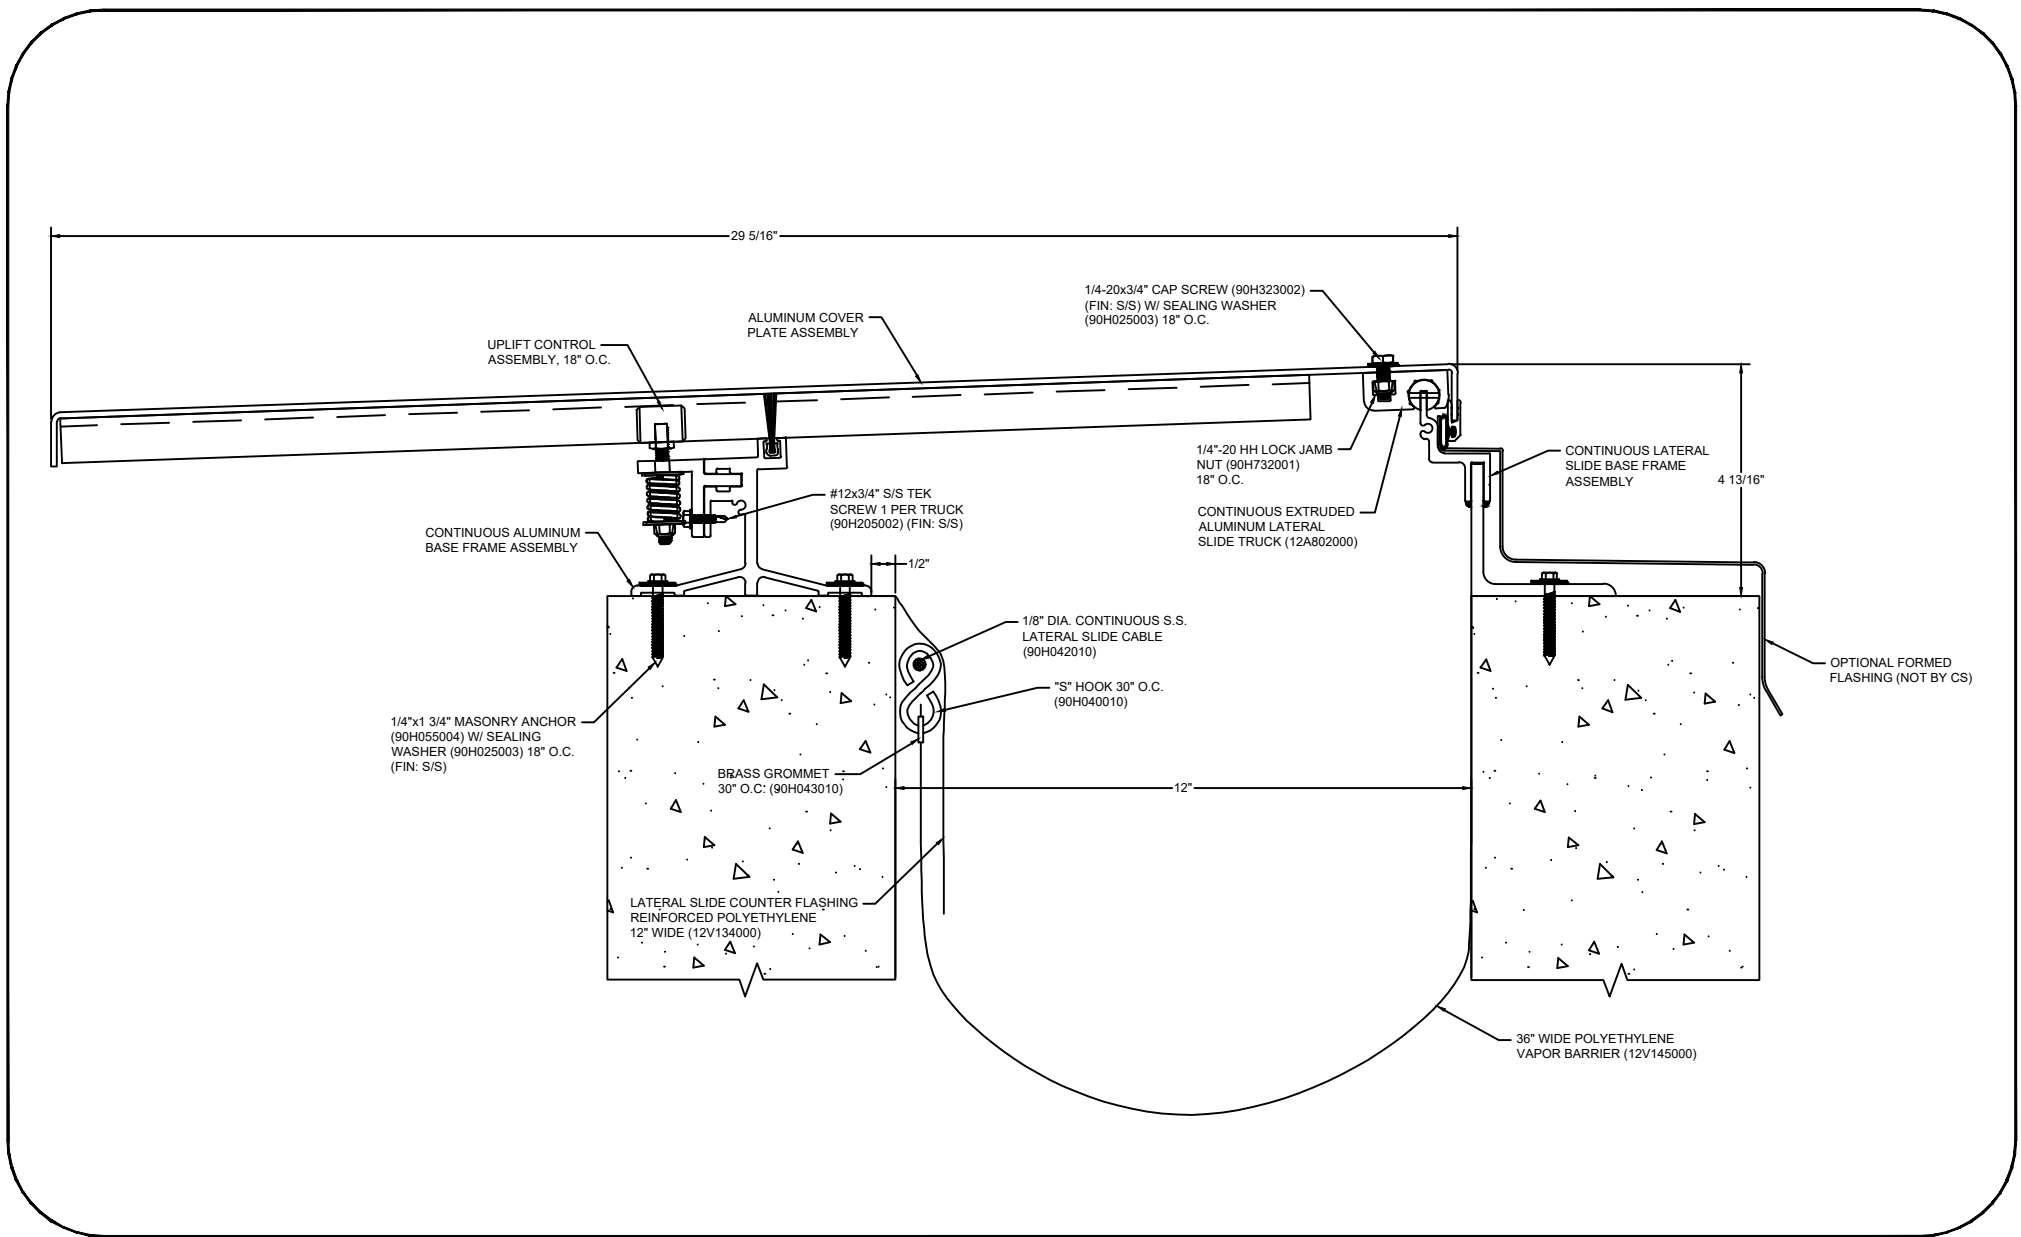 29 5/16"
1/4-20x3/4" CAP SCREW (90H323002)
(FIN: S/S) W/ SEALING WASHER
(90H025003) 18" O.C.
ALUMINUM COVER
PLATE ASSEMBLY
UPLIFT CONTROL
ASSEMBLY, 18" O.C.
1/4"-20 HH LOCK JAMB
NUT (90H732001)
18" O.C.
CONTINUOUS LATERAL
SLIDE BASE FRAME
ASSEMBLY
4 13/16"
#12x3/4" S/S TEK
SCREW 1 PER TRUCK
(90H205002) (FIN: S/S)
CONTINUOUS EXTRUDED
ALUMINUM LATERAL
SLIDE TRUCK (12A802000)
CONTINUOUS ALUMINUM
BASE FRAME ASSEMBLY
1/2"
1/8" DIA. CONTINUOUS S.S.
LATERAL SLIDE CABLE
(90H042010)
OPTIONAL FORMED
FLASHING (NOT BY CS)
"S" HOOK 30" O.C.
(90H040010)
1/4"x1 3/4" MASONRY ANCHOR
(90H055004) W/ SEALING
WASHER (90H025003) 18" O.C.
(FIN: S/S)
BRASS GROMMET
30" O.C. (90H043010)
12"
LATERAL SLIDE COUNTER FLASHING
REINFORCED POLYETHYLENE
12" WIDE (12V134000)
36" WIDE POLYETHYLENE
VAPOR BARRIER (12V145000)